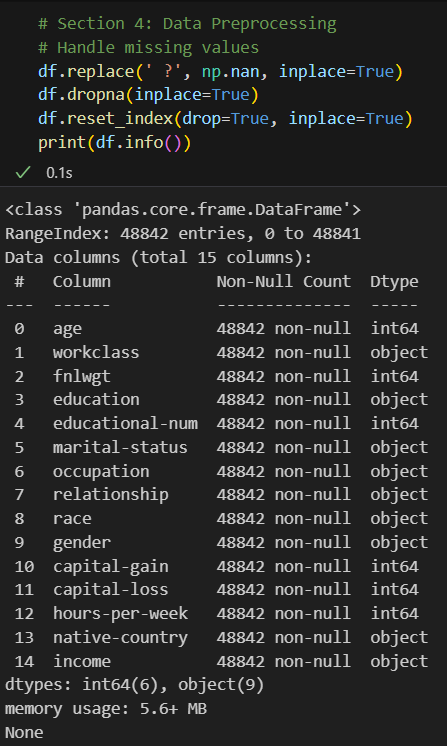 # Section 4: Data Preprocessing
# Handle missing values
df.replace(' ?', np.nan, inplace=True)
df.dropna(inplace=True)
df.reset_index(drop=True, inplace=True)
print(df.info())
0.1s
<class 'pandas.core.frame.DataFrame'>
RangeIndex: 48842 entries, 0 to 48841
Data columns (total 15 columns):
 #   Column           Non-Null Count  Dtype
---  ------           --------------  -----
 0   age              48842 non-null  int64
 1   workclass        48842 non-null  object
 2   fnlwgt           48842 non-null  int64
 3   education        48842 non-null  object
 4   educational-num  48842 non-null  int64
 5   marital-status   48842 non-null  object
 6   occupation       48842 non-null  object
 7   relationship     48842 non-null  object
 8   race             48842 non-null  object
 9   gender           48842 non-null  object
 10  capital-gain     48842 non-null  int64
 11  capital-loss     48842 non-null  int64
 12  hours-per-week   48842 non-null  int64
 13  native-country   48842 non-null  object
 14  income           48842 non-null  object
dtypes: int64(6), object(9)
memory usage: 5.6+ MB
None